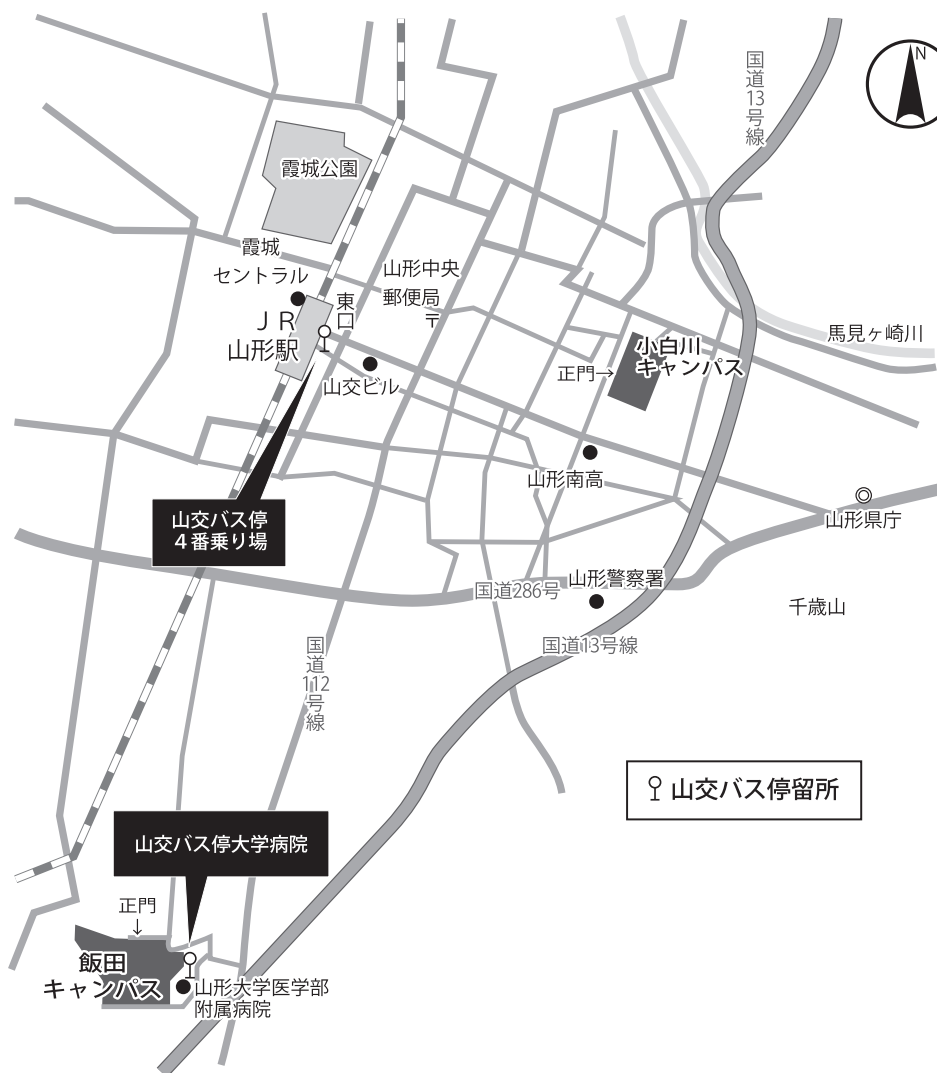 N
国道13号線
霞城公園
霞城
セントラル
山形中央
郵便局
〒
東口
ＪＲ
山形駅
馬見ヶ崎川
小白川
キャンパス
正門→
山交ビル
山形南高
山交バス停
４番乗り場
山形県庁
山形警察署
国道286号
千歳山
国道13号線
国道112号線
山交バス停留所
山交バス停大学病院
正門
↓
飯田
キャンパス
山形大学医学部
附属病院